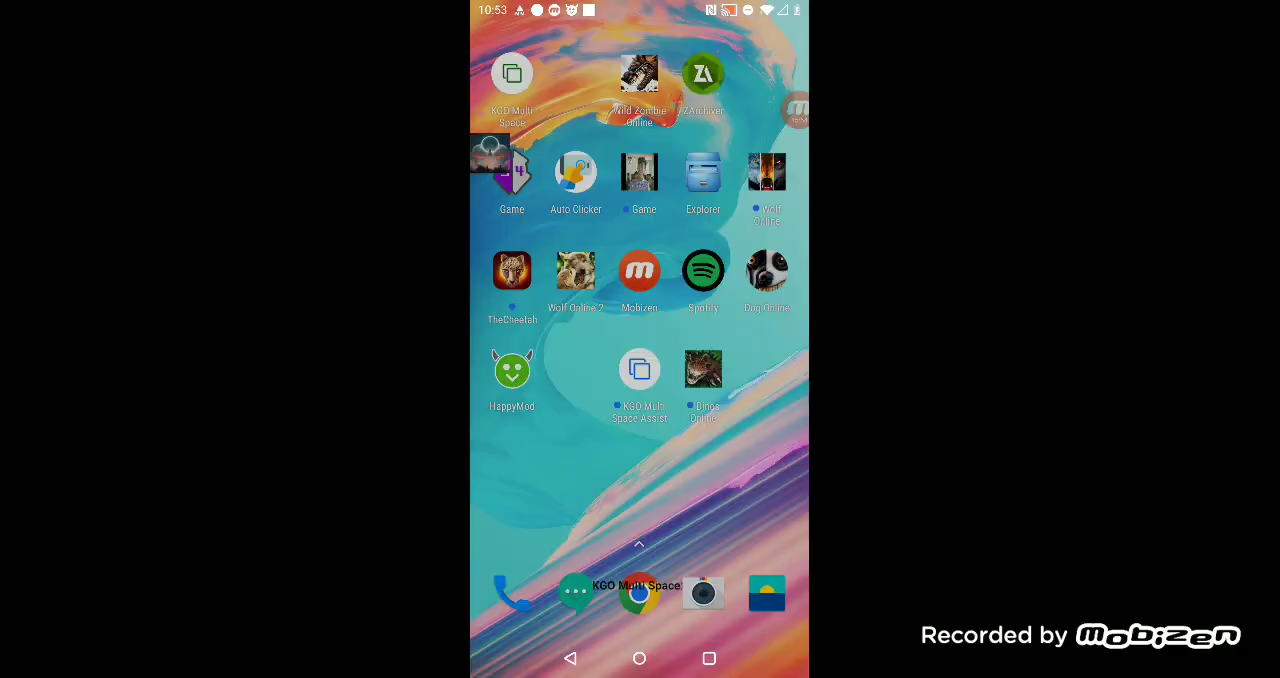 10:53
KGO Multi
Space
Wild Zombie
Online
ZArchiver
Game
Auto Clicker
Game
Explorer
Wolf
Online
TheCheetah
Wolf Online 2
Mobizen
Spotify
Dog Online
HappyMod
KGO Multi
Space Assist
Dinos
Online
KGO Multi Space
Recorded by mobizen